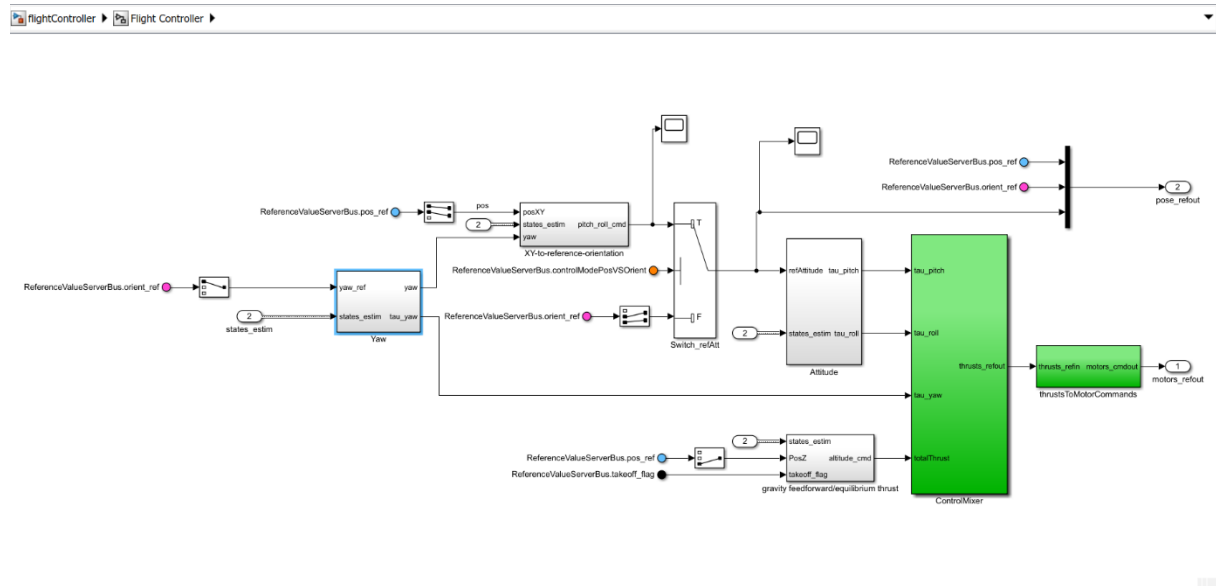 flightController
Flight Controller
ReferenceValueServerBus.pos_ref
ReferenceValueServerBus.orient_ref
2
pose_refout
ReferenceValueServerBus.pos_ref
pos
2
posXY
states_estim
pitch_roll_cmd
yaw
XY-to-reference-orientation
T
F
Switch_refAtt
ReferenceValueServerBus.controlModePosVSOrient
ReferenceValueServerBus.orient_ref
ReferenceValueServerBus.orient_ref
2
states_estim
yaw_ref
yaw
states_estim
tau_yaw
Yaw
2
refAttitude
tau_pitch
states_estim
tau_roll
Attitude
tau_pitch
tau_roll
tau_yaw
totalThrust
thrusts_refout
ControlMixer
thrusts_refin
motors_cmdout
thrustsToMotorCommands
1
motors_refout
2
ReferenceValueServerBus.pos_ref
ReferenceValueServerBus.takeoff_flag
states_estim
PosZ
altitude_cmd
takeoff_flag
gravity feedforward/equilibrium thrust